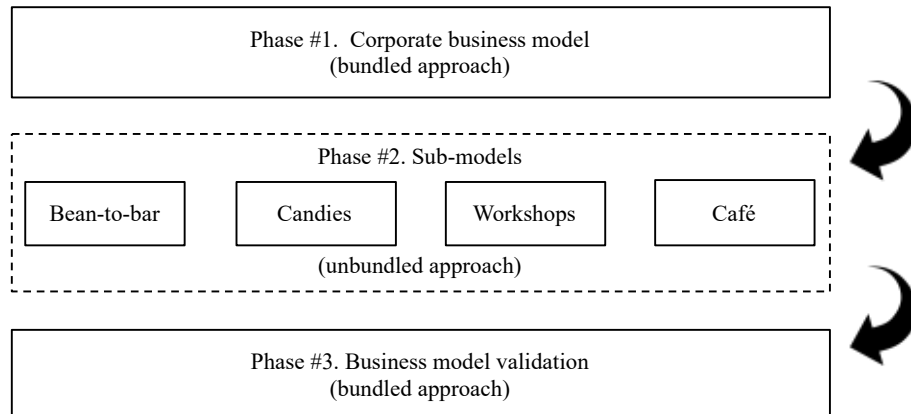 Phase #1.  Corporate business model
(bundled approach)
Phase #2. Sub-models
Bean-to-bar
Candies
Workshops
Café
(unbundled approach)
Phase #3. Business model validation
(bundled approach)